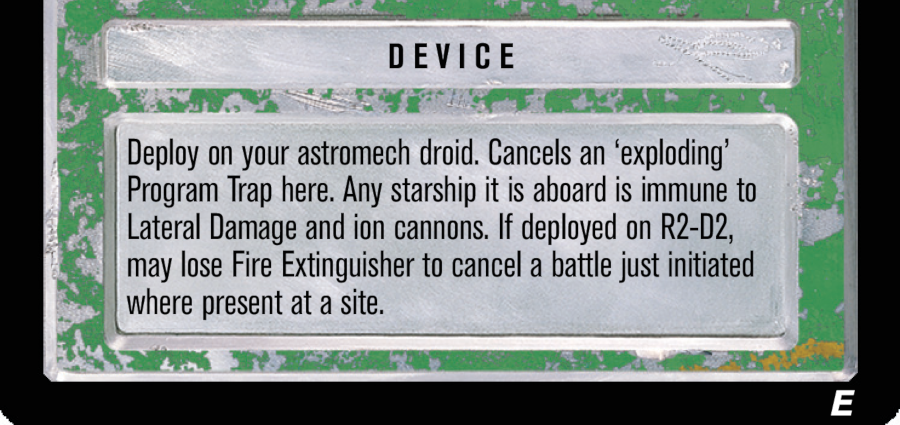 DEVICE
Deploy on your astromech droid. Cancels an ‘exploding’
Program Trap here. Any starship it is aboard is immune to
Lateral Damage and ion cannons. If deployed on R2-D2,
may lose Fire Extinguisher to cancel a battle just initiated
where present at a site.
E